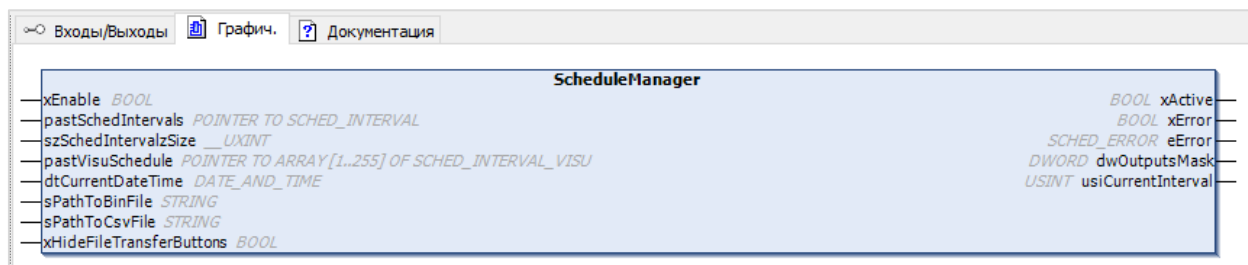 Входы/Выходы Графич. Документация
ScheduleManager
xEnable BOOL BOOL xActive
pastSchedIntervals POINTER TO SCHED_INTERVAL BOOL xError
szSchedIntervalzSize __UXINT SCHED_ERROR eError
pastVisuSchedule POINTER TO ARRAY [1..255] OF SCHED_INTERVAL_VISU DWORD dwOutputsMask
dtCurrentDateTime DATE_AND_TIME USINT usiCurrentInterval
sPathToBinFile STRING
sPathToCsvFile STRING
xHideFileTransferButtons BOOL